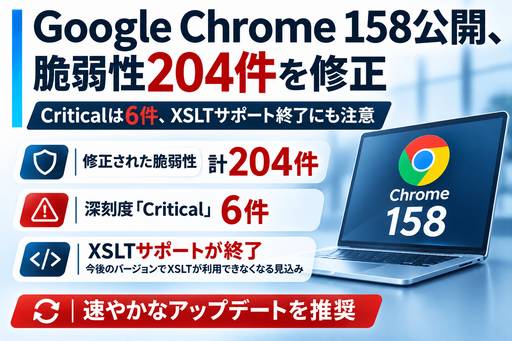 Google Chrome 158公開、
脆弱性204件を修正
Criticalは6件、XSLTサポート終了にも注意
修正された脆弱性 計204件
深刻度「Critical」 6件
XSLTサポートが終了
今後のバージョンでXSLTが利用できなくなる見込み
Chrome
158
速やかなアップデートを推奨